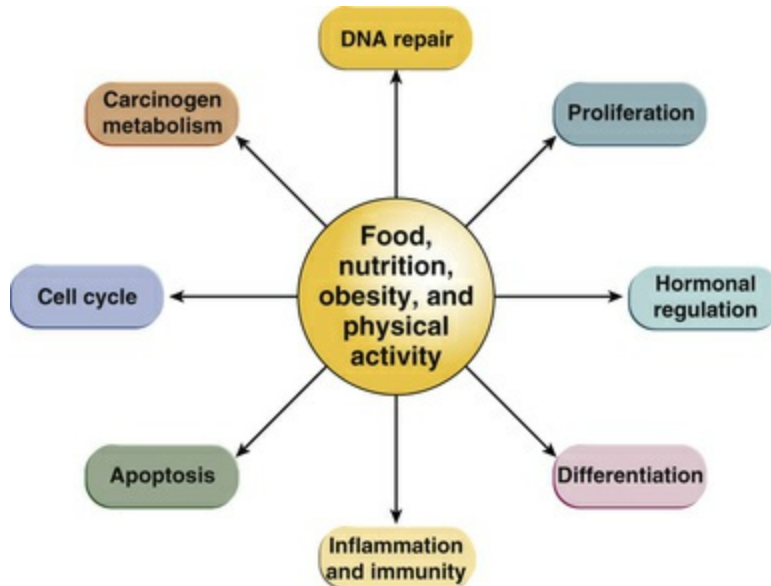 DNA repair
Carcinogen
metabolism
Proliferation
Food,
nutrition,
obesity, and
physical
activity
Cell cycle
Hormonal
regulation
Apoptosis
Differentiation
Inflammation
and immunity